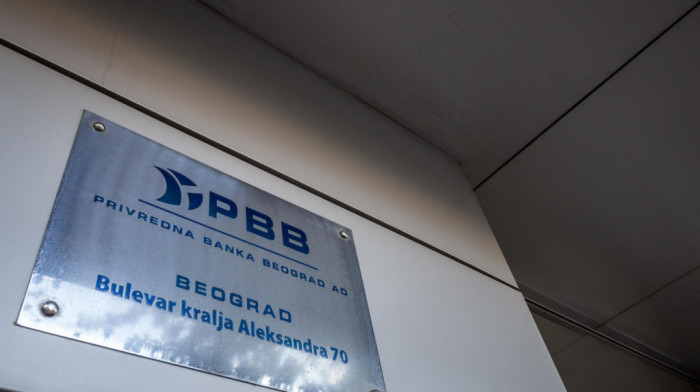 PBB
PRIVREDNA BANKA BEOGRAD AD
BEOGRAD
Bulevar kralja Aleksandra 70